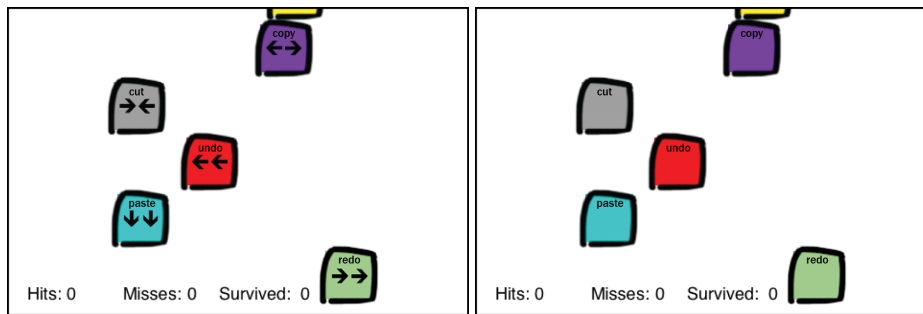 copy
cut
undo
paste
redo
Hits: 0 Misses: 0 Survived: 0
copy
cut
undo
paste
redo
Hits: 0 Misses: 0 Survived: 0